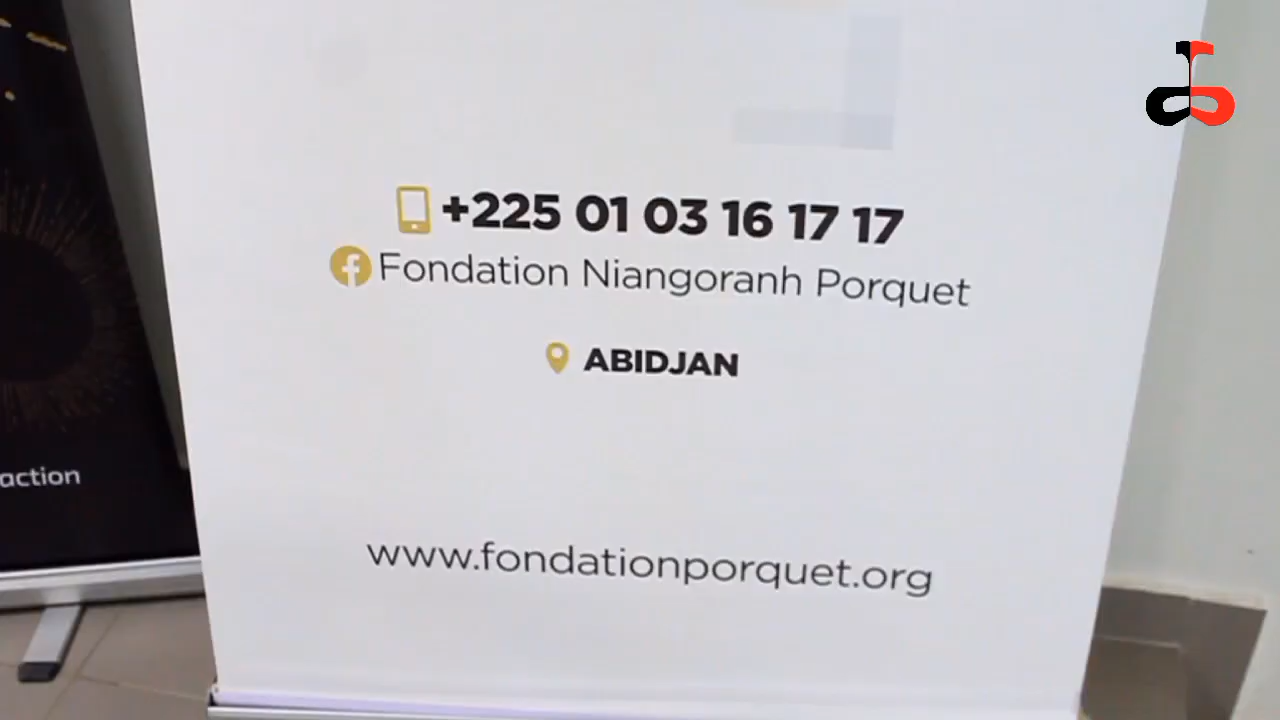 +225 01 03 16 17 17
Fondation Niangoranh Porquet
ABIDJAN
action
www.fondationporquet.org